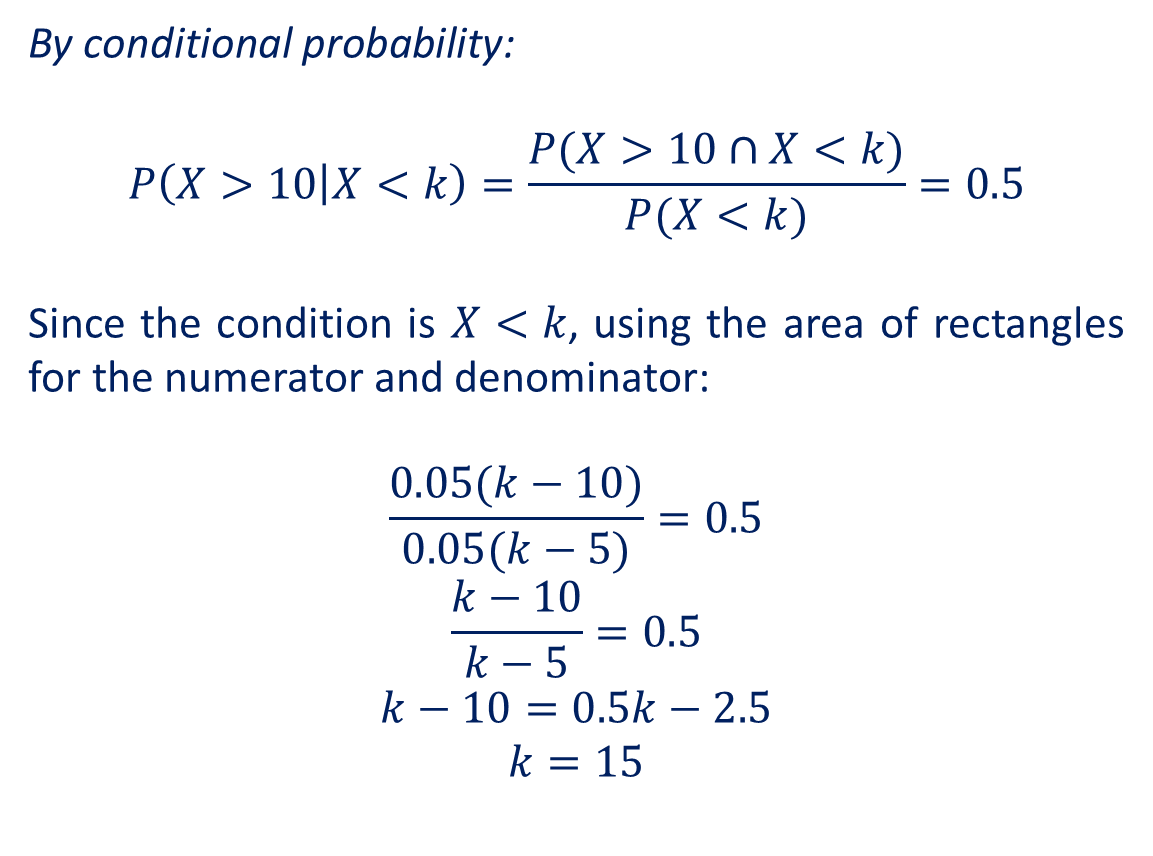 By conditional probability:
P(X > 10|X < k) = P(X > 10 ∩ X < k) / P(X < k) = 0.5
Since the condition is X < k, using the area of rectangles
for the numerator and denominator:
0.05(k − 10) / 0.05(k − 5) = 0.5
k − 10 / k − 5 = 0.5
k − 10 = 0.5k − 2.5
k = 15